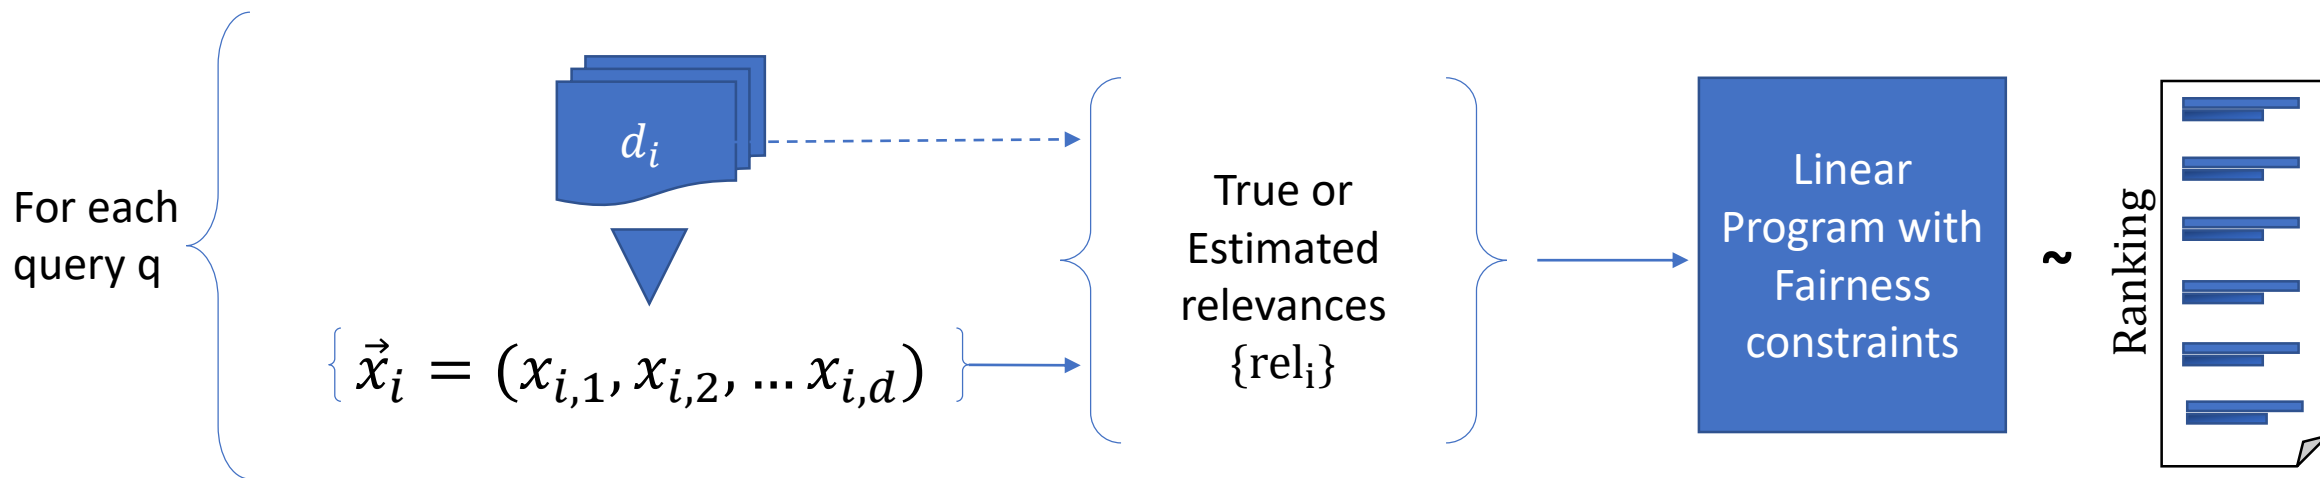 For each
query q
d_i
x⃗_i = (x_{i,1}, x_{i,2}, … x_{i,d})
True or
Estimated
relevances
{rel_i}
Linear
Program with
Fairness
constraints
~
Ranking